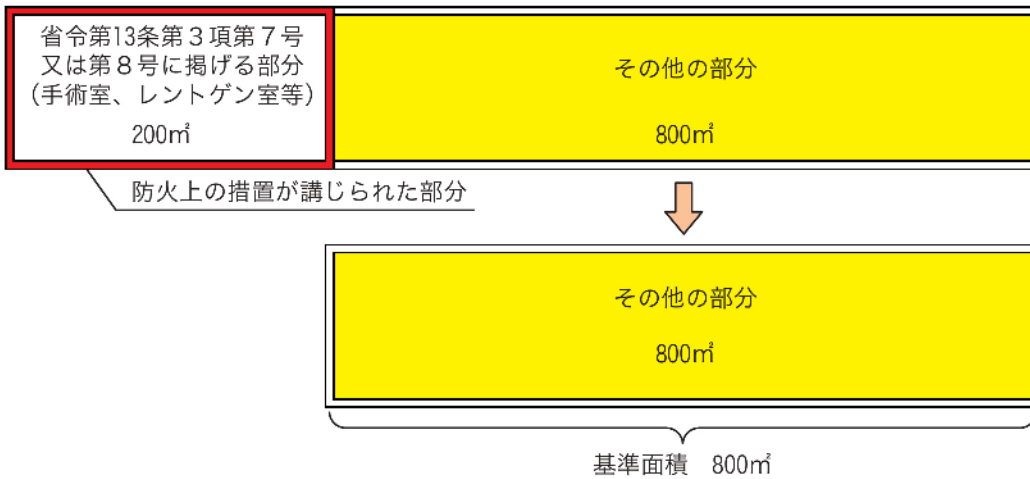 省令第13条第３項第７号
又は第８号に掲げる部分
（手術室、レントゲン室等）
200㎡
その他の部分
800㎡
防火上の措置が講じられた部分
その他の部分
800㎡
基準面積　800㎡